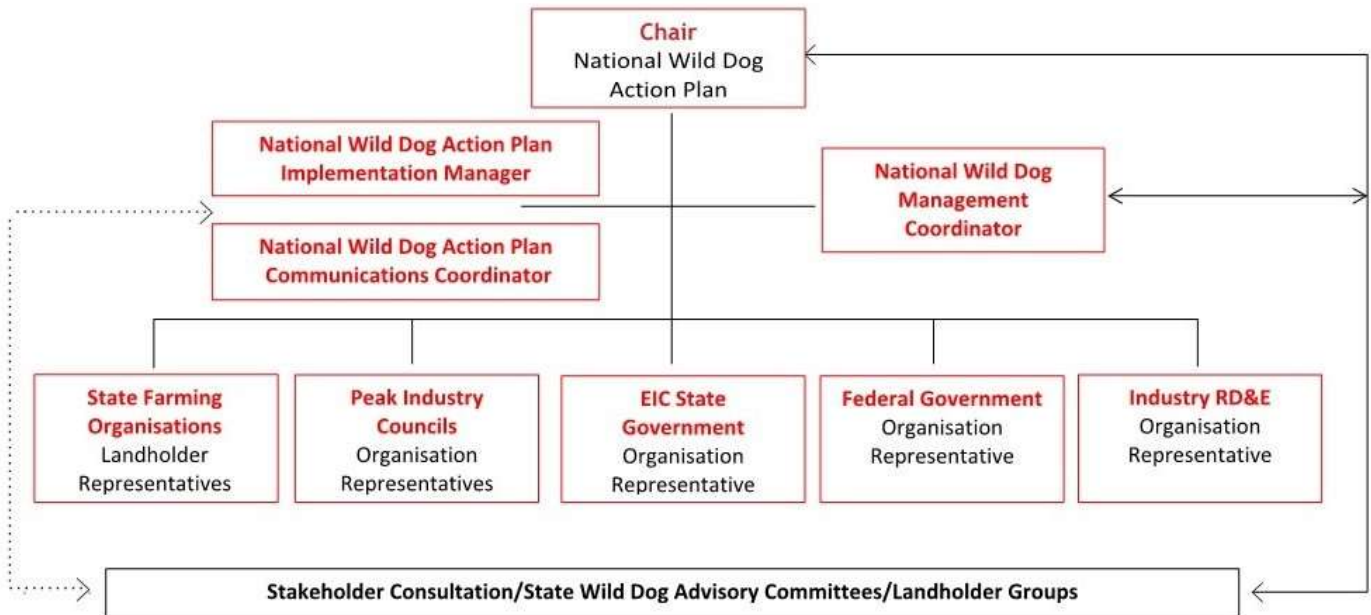 Chair
National Wild Dog
Action Plan
National Wild Dog Action Plan
Implementation Manager
National Wild Dog
Management
Coordinator
National Wild Dog Action Plan
Communications Coordinator
State Farming
Organisations
Landholder
Representatives
Peak Industry
Councils
Organisation
Representatives
EIC State
Government
Organisation
Representative
Federal Government
Organisation
Representative
Industry RD&E
Organisation
Representative
Stakeholder Consultation/State Wild Dog Advisory Committees/Landholder Groups